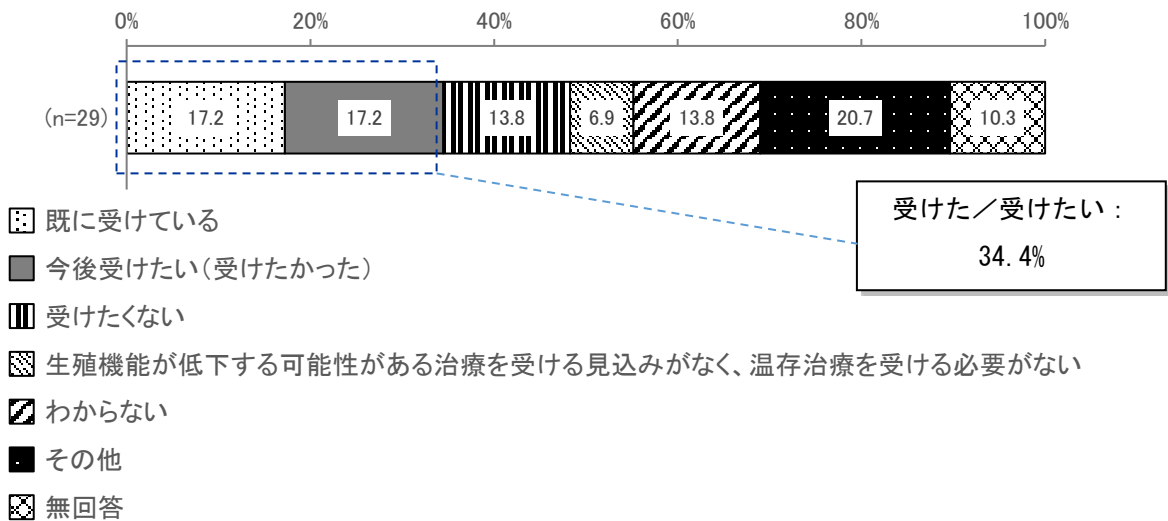 0% 20% 40% 60% 80% 100%
(n=29) 17.2 17.2 13.8 6.9 13.8 20.7 10.3
受けた／受けたい：
34.4%
既に受けている
今後受けたい（受けたかった）
受けたくない
生殖機能が低下する可能性がある治療を受ける見込みがなく、温存治療を受ける必要がない
わからない
その他
無回答